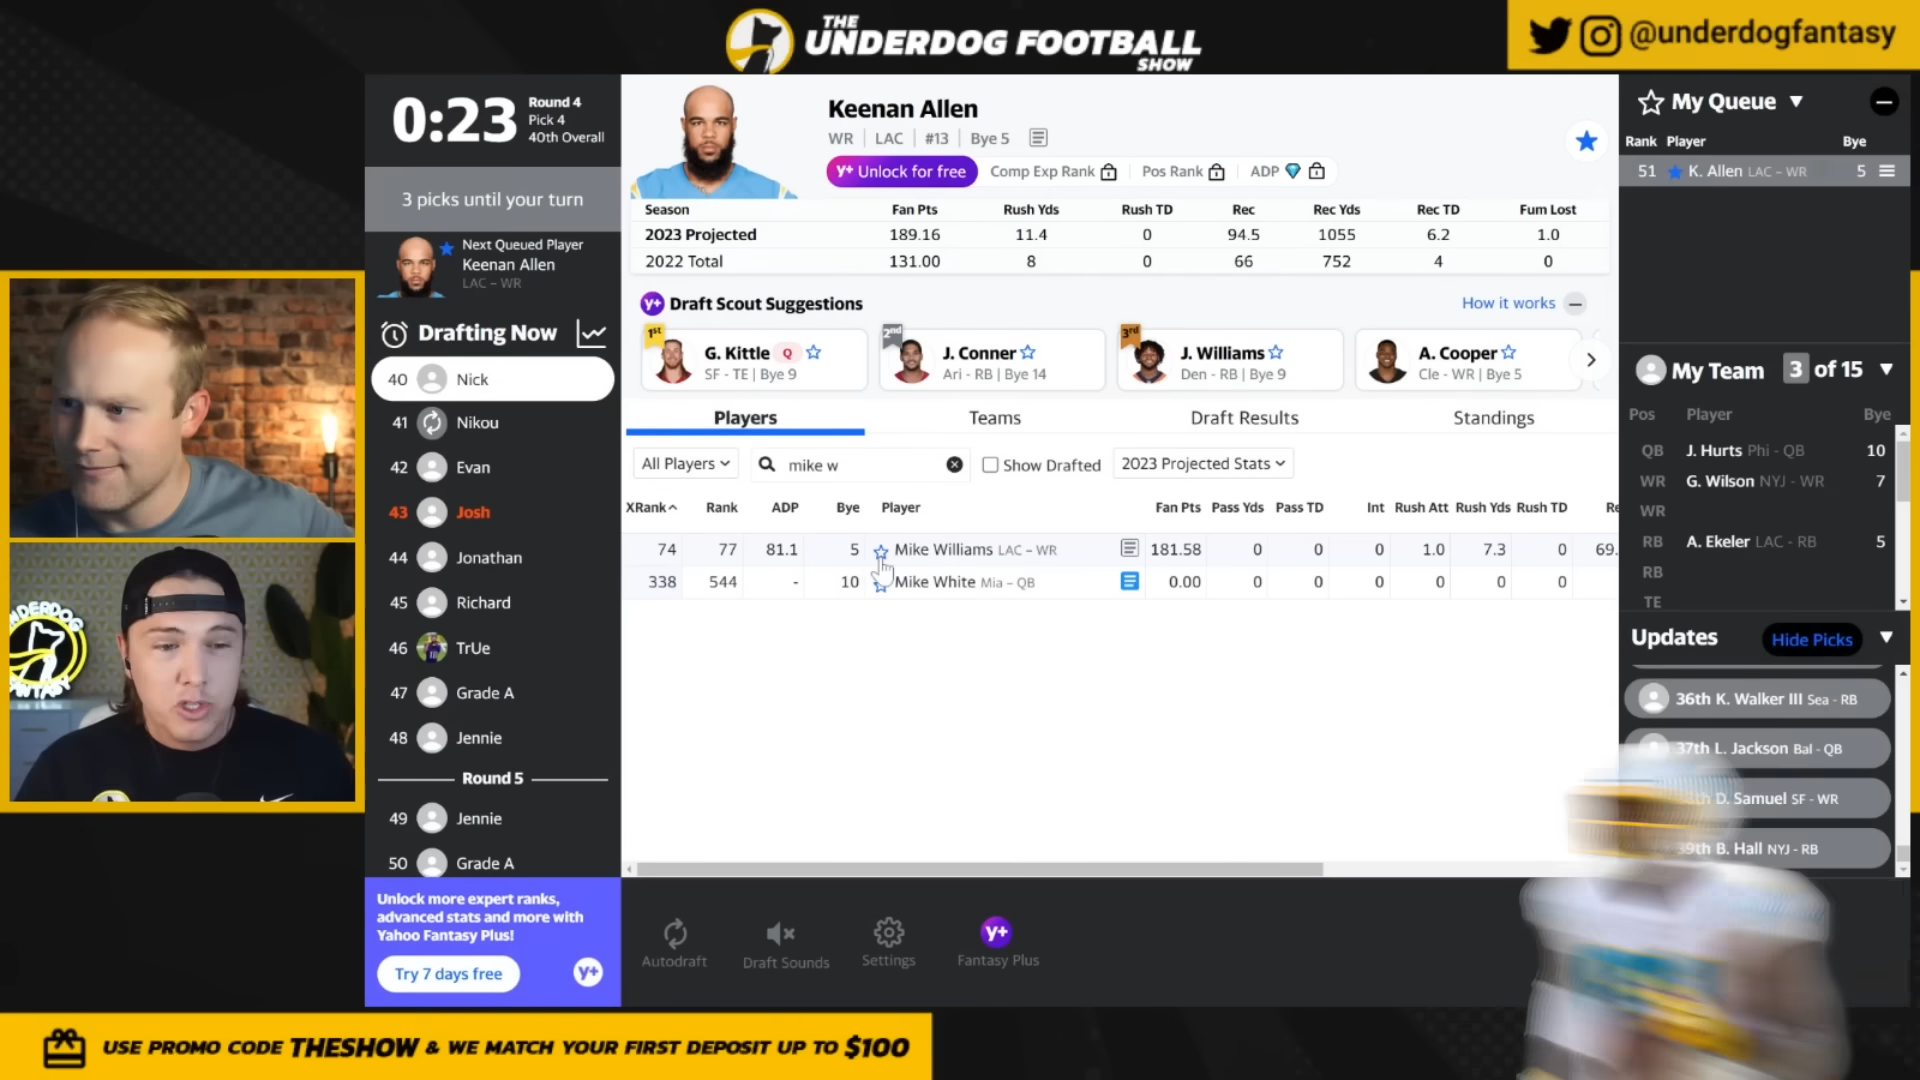 THE
UNDERDOG FOOTBALL
SHOW
@underdogfantasy
0:23
Round 4
Pick 4
40th Overall
3 picks until your turn
Next Queued Player
Keenan Allen
LAC – WR
Drafting Now
40 Nick
41 Nikou
42 Evan
43 Josh
44 Jonathan
45 Richard
46 TrUe
47 Grade A
48 Jennie
Round 5
49 Jennie
50 Grade A
Unlock more expert ranks,
advanced stats and more with
Yahoo Fantasy Plus!
Try 7 days free
y+
Keenan Allen
WR | LAC | #13 | Bye 5
y+ Unlock for free Comp Exp Rank Pos Rank ADP
Season Fan Pts Rush Yds Rush TD Rec Rec Yds Rec TD Fum Lost
2023 Projected 189.16 11.4 0 94.5 1055 6.2 1.0
2022 Total 131.00 8 0 66 752 4 0
y+ Draft Scout Suggestions How it works
1st G. Kittle Q
SF - TE | Bye 9
2nd J. Conner
Ari - RB | Bye 14
3rd J. Williams
Den - RB | Bye 9
A. Cooper
Cle - WR | Bye 5
Players Teams Draft Results Standings
All Players mike w Show Drafted 2023 Projected Stats
XRank Rank ADP Bye Player Fan Pts Pass Yds Pass TD Int Rush Att Rush Yds Rush TD Re
74 77 81.1 5 Mike Williams LAC – WR 181.58 0 0 0 1.0 7.3 0 69.
338 544 - 10 Mike White Mia – QB 0.00 0 0 0 0 0 0
Autodraft
Draft Sounds
Settings
y+
Fantasy Plus
My Queue
Rank Player Bye
51 K. Allen LAC – WR 5
My Team 3 of 15
Pos Player Bye
QB J. Hurts Phi - QB 10
WR G. Wilson NYJ - WR 7
WR
RB A. Ekeler LAC - RB 5
RB
TE
Updates Hide Picks
36th K. Walker III Sea - RB
37th L. Jackson Bal - QB
D. Samuel SF - WR
39th B. Hall NYJ - RB
UNDERDOG
FANTASY
USE PROMO CODE THESHOW & WE MATCH YOUR FIRST DEPOSIT UP TO $100